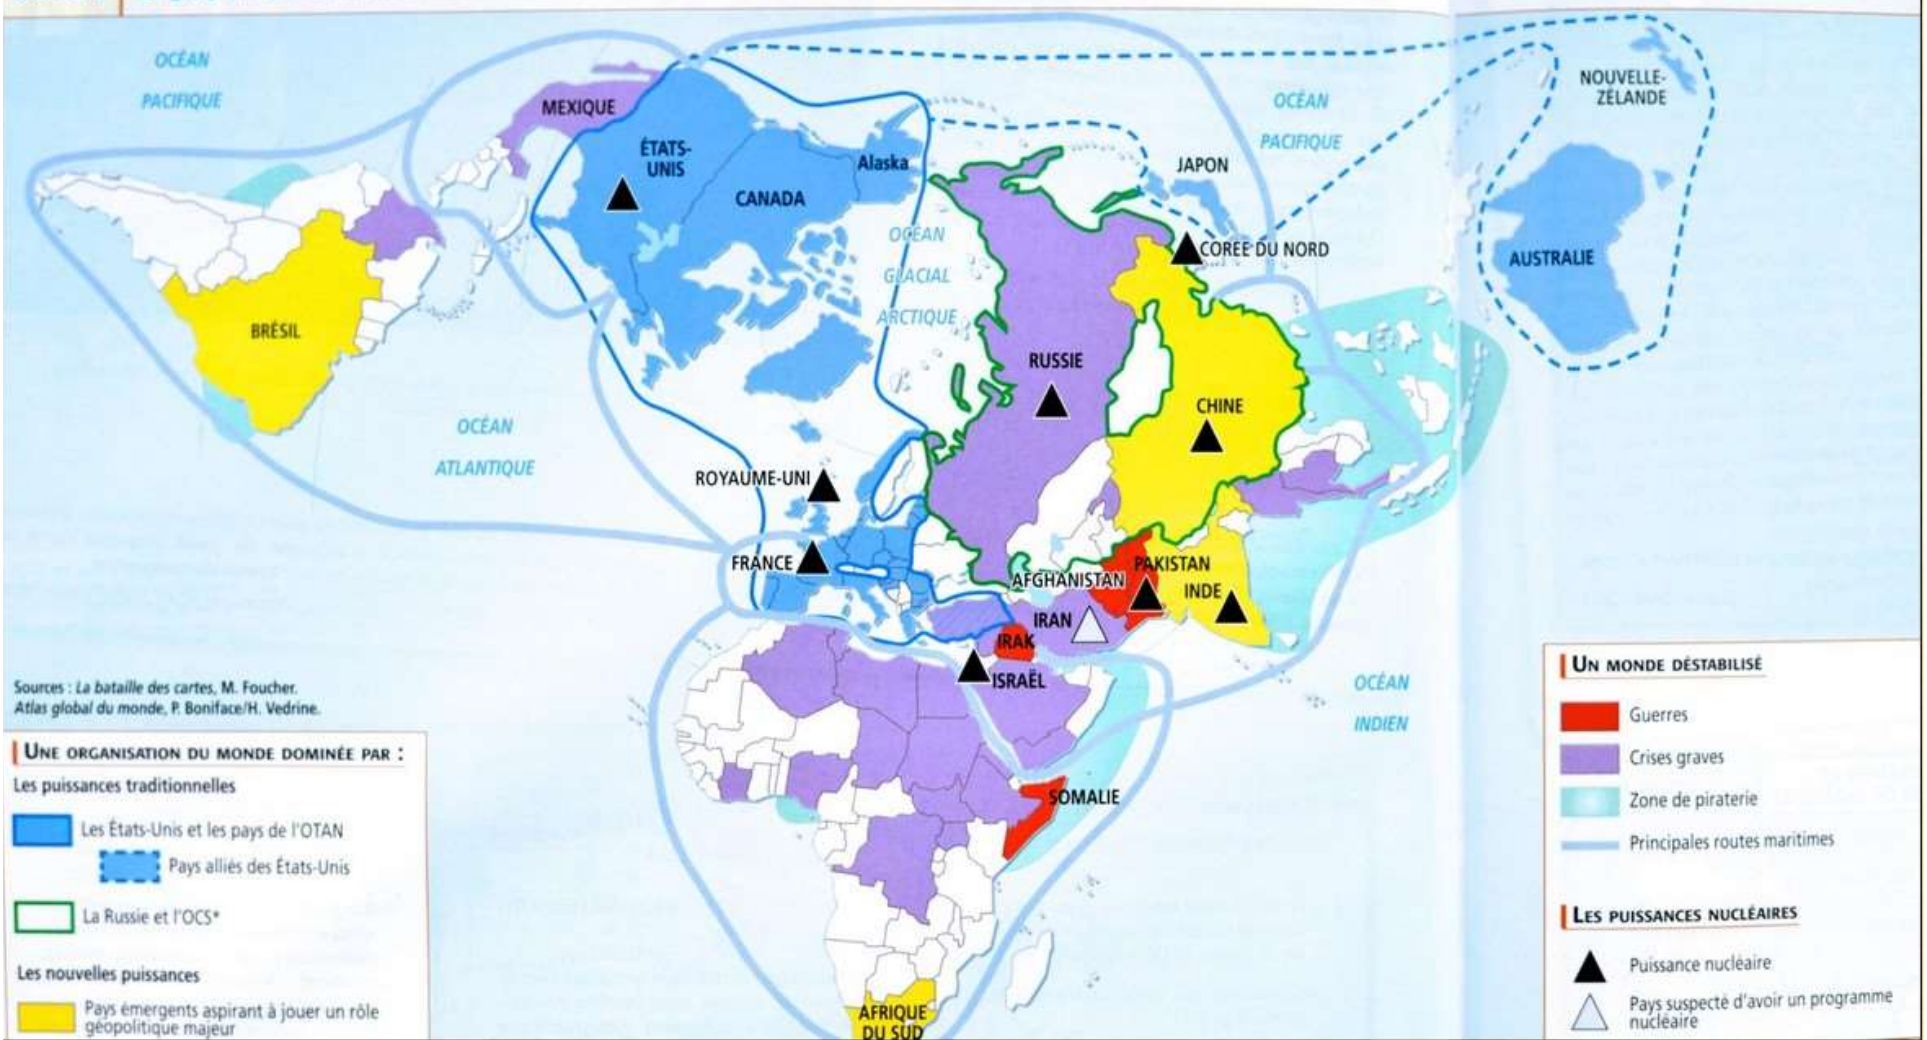 OCÉAN
PACIFIQUE
MEXIQUE
ÉTATS-
UNIS
CANADA
Alaska
OCÉAN
GLACIAL
ARCTIQUE
OCÉAN
PACIFIQUE
JAPON
CORÉE DU NORD
NOUVELLE-
ZÉLANDE
AUSTRALIE
BRÉSIL
OCÉAN
ATLANTIQUE
RUSSIE
CHINE
ROYAUME-UNI
FRANCE
AFGHANISTAN
PAKISTAN
INDE
IRAN
IRAK
ISRAËL
SOMALIE
OCÉAN
INDIEN
AFRIQUE
DU SUD
Sources : La bataille des cartes, M. Foucher.
Atlas global du monde, P. Boniface/H. Vedrine.
UNE ORGANISATION DU MONDE DOMINÉE PAR :
Les puissances traditionnelles
Les États-Unis et les pays de l'OTAN
Pays alliés des États-Unis
La Russie et l'OCS*
Les nouvelles puissances
Pays émergents aspirant à jouer un rôle
géopolitique majeur
UN MONDE DÉSTABILISÉ
Guerres
Crises graves
Zone de piraterie
Principales routes maritimes
LES PUISSANCES NUCLÉAIRES
Puissance nucléaire
Pays suspecté d'avoir un programme
nucléaire